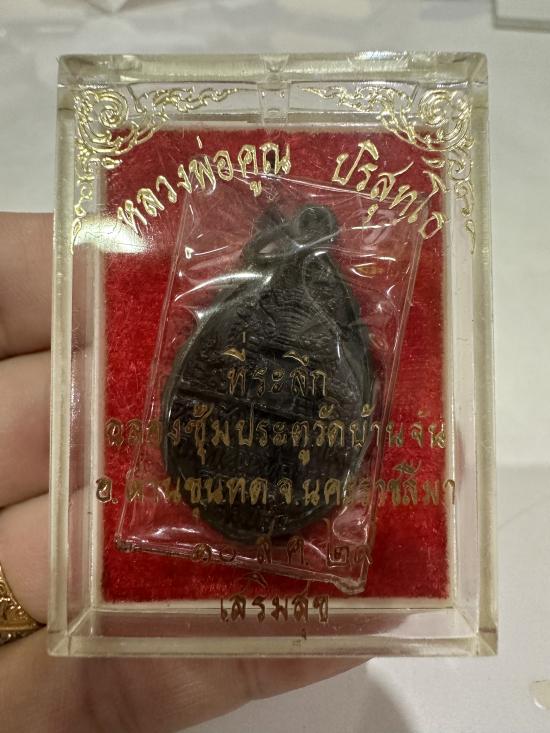 หลวงพ่อคูณ ปริสุทโธ
ที่ระลึก
ฉลองซุ้มประตูวัดบ้านจั่น
อ.ด่านขุนทด จ.นครราชสีมา
๑๐ ส.ค. ๒๙
เสริมสุข